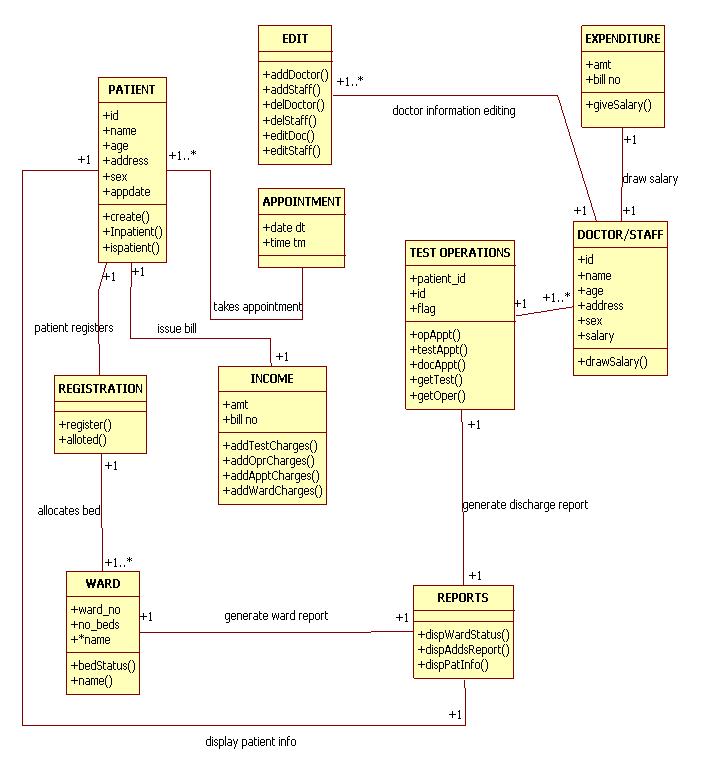 EDIT
+addDoctor()
+addStaff()
+delDoctor()
+delStaff()
+editDoc()
+editStaff()
+1..*
doctor information editing
+1
EXPENDITURE
+amt
+bill no
+giveSalary()
+1
draw salary
+1
PATIENT
+id
+name
+age
+address
+sex
+appdate
+create()
+Inpatient()
+ispatient()
+1
+1..*
+1
+1
APPOINTMENT
+date dt
+time tm
takes appointment
DOCTOR/STAFF
+id
+name
+age
+address
+sex
+salary
+drawSalary()
TEST OPERATIONS
+patient_id
+id
+flag
+opAppt()
+testAppt()
+docAppt()
+getTest()
+getOper()
+1
+1..*
+1
patient registers
issue bill
+1
REGISTRATION
+register()
+alloted()
+1
INCOME
+amt
+bill no
+addTestCharges()
+addOprCharges()
+addApptCharges()
+addWardCharges()
allocates bed
generate discharge report
+1..*
+1
WARD
+ward_no
+no_beds
+*name
+bedStatus()
+name()
+1
generate ward report
+1
REPORTS
+dispWardStatus()
+dispAddsReport()
+dispPatInfo()
+1
display patient info